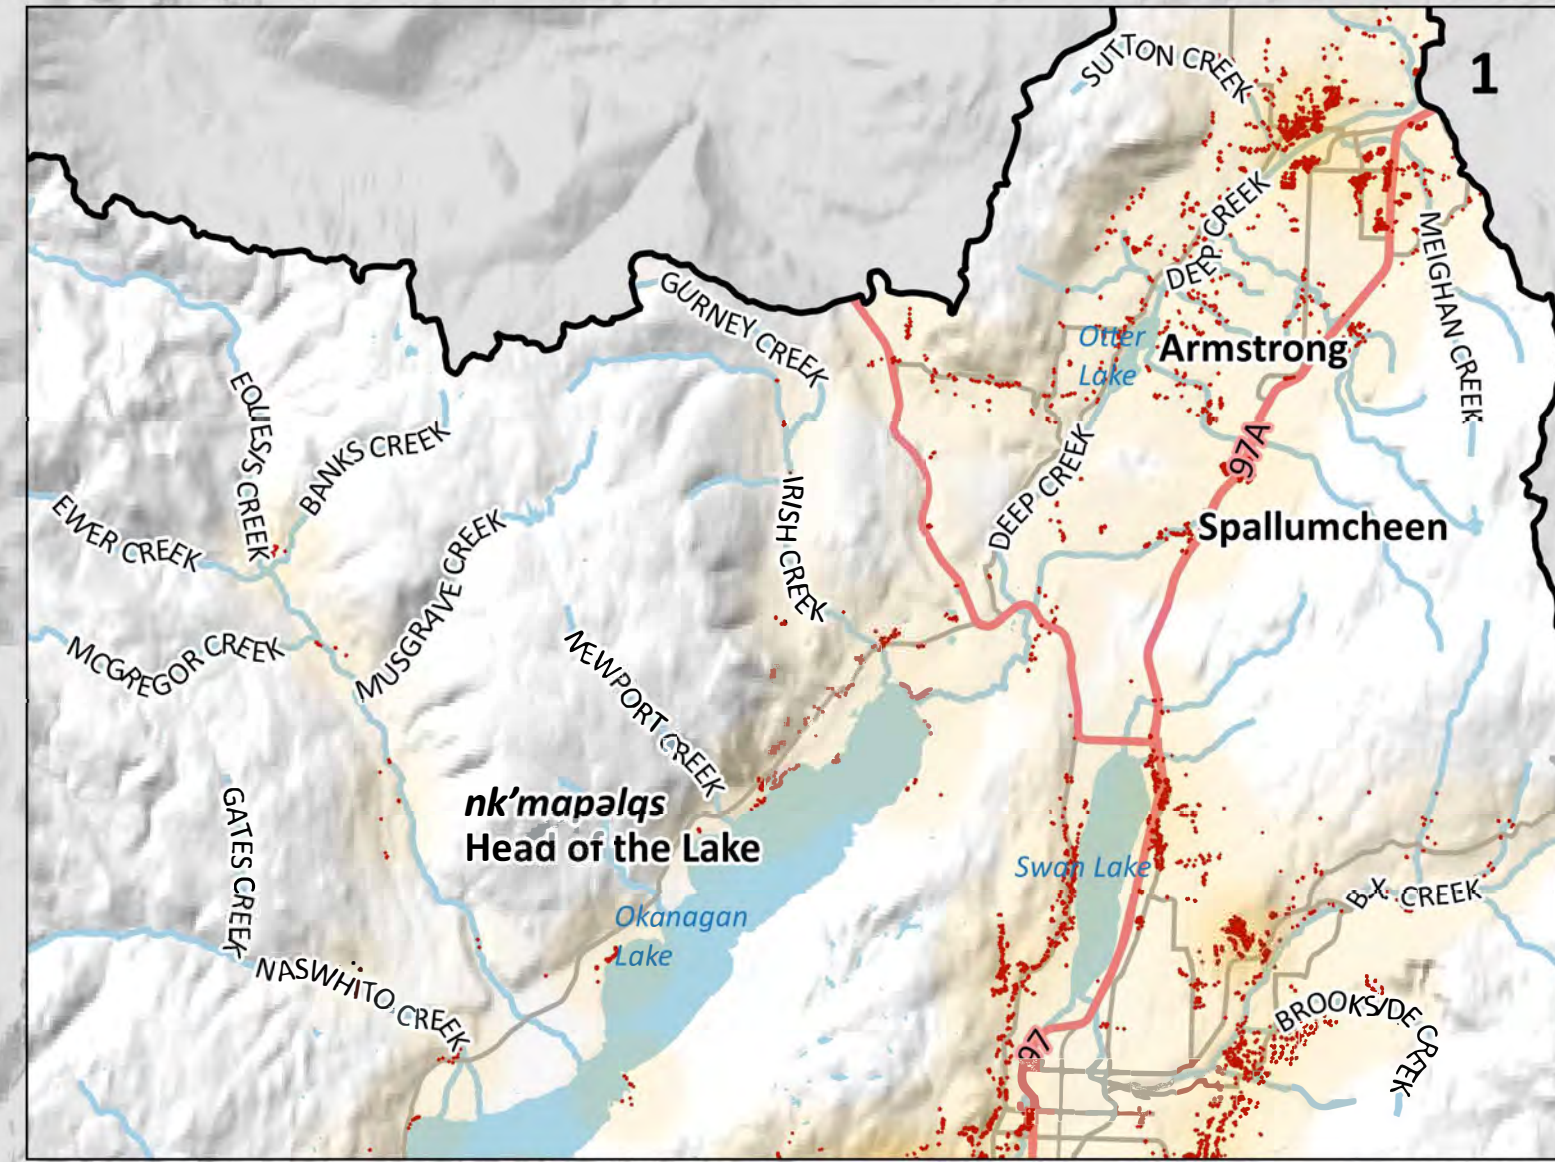 SUTTON CREEK
1
DEEP CREEK
MEIGHAN CREEK
GURNEY CREEK
Otter
Lake
Armstrong
EQUESIS CREEK
BANKS CREEK
97A
DEEP CREEK
IRISH CREEK
EWER CREEK
MUSGRAVE CREEK
Spallumcheen
MCGREGOR CREEK
NEWPORT CREEK
nk’mapəlqs
Head of the Lake
GATES CREEK
Swan Lake
B.X. CREEK
Okanagan
Lake
NASWHITO CREEK
BROOKSIDE CREEK
97